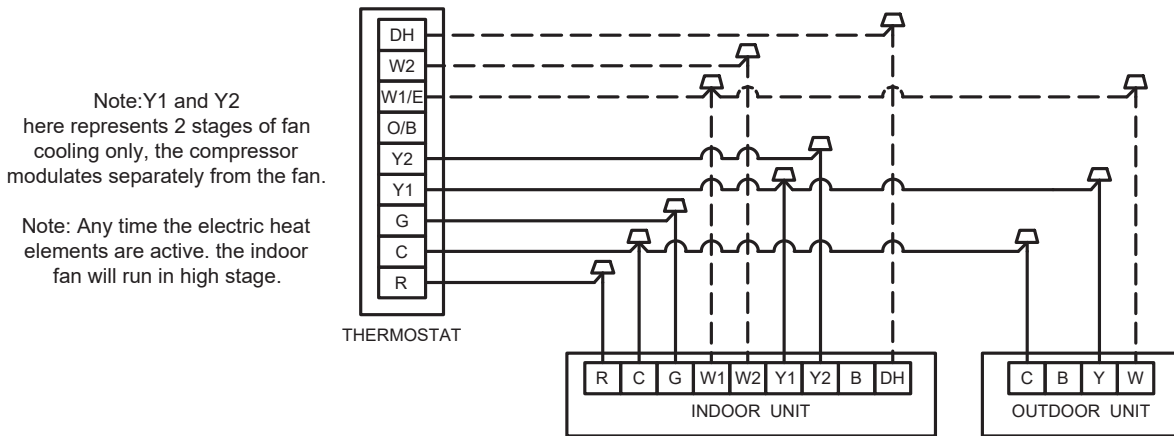 Note:Y1 and Y2
here represents 2 stages of fan
cooling only, the compressor
modulates separately from the fan.
Note: Any time the electric heat
elements are active. the indoor
fan will run in high stage.
DH
W2
W1/E
O/B
Y2
Y1
G
C
R
THERMOSTAT
R C G W1 W2 Y1 Y2 B DH
INDOOR UNIT
C B Y W
OUTDOOR UNIT